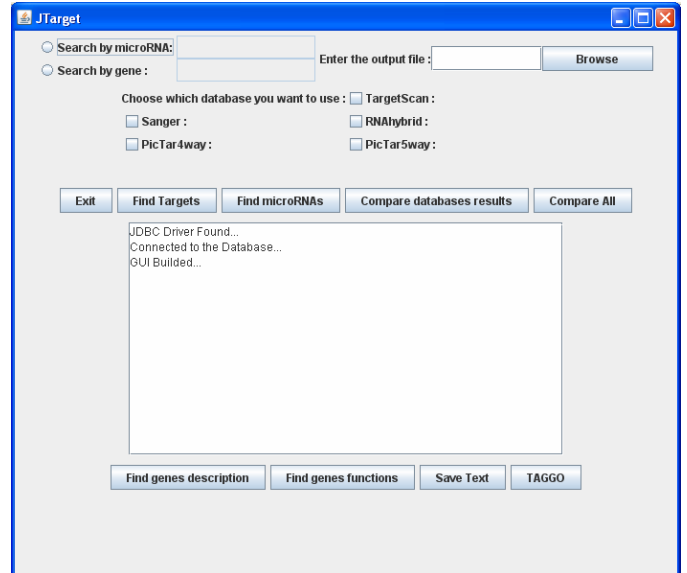 JTarget
Search by microRNA:
Enter the output file :
Browse
Search by gene :
Choose which database you want to use :
TargetScan :
Sanger :
RNAhybrid :
PicTar4way :
PicTar5way :
Exit
Find Targets
Find microRNAs
Compare databases results
Compare All
JDBC Driver Found...
Connected to the Database...
GUI Builded...
Find genes description
Find genes functions
Save Text
TAGGO